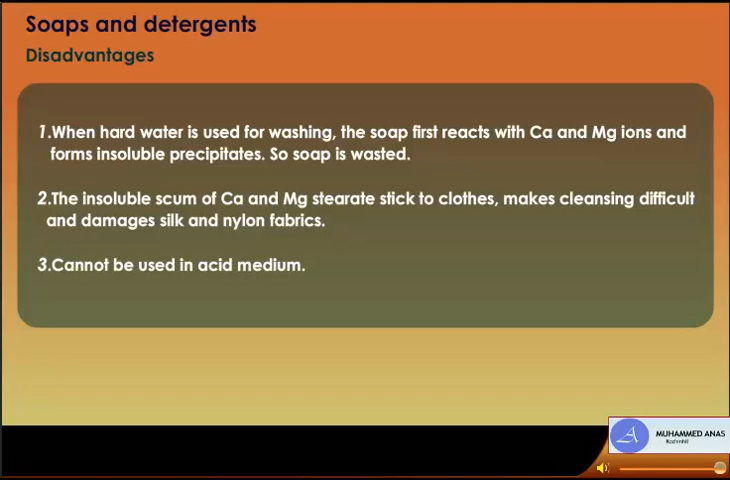 Soaps and detergents
Disadvantages
1.When hard water is used for washing, the soap first reacts with Ca and Mg ions and
forms insoluble precipitates. So soap is wasted.
2.The insoluble scum of Ca and Mg stearate stick to clothes, makes cleansing difficult
and damages silk and nylon fabrics.
3.Cannot be used in acid medium.
MUHAMMED ANAS